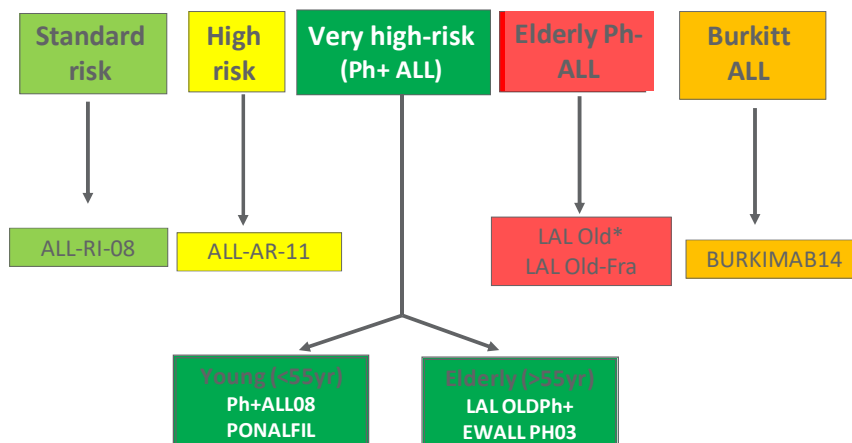 Standard
risk
High
risk
Very high-risk
(Ph+ ALL)
Elderly Ph-
ALL
Burkitt
ALL
ALL-RI-08
ALL-AR-11
LAL Old*
LAL Old-Fra
BURKIMAB14
Young (<55yr)
Ph+ALL08
PONALFIL
Elderly (>55yr)
LAL OLDPh+
EWALL PH03